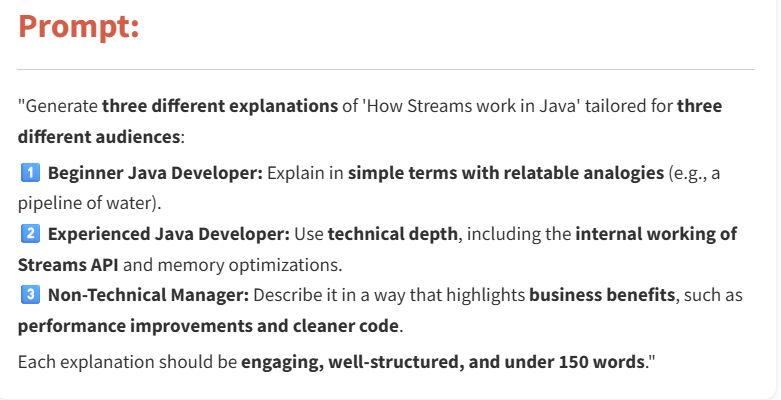 Prompt:
"Generate three different explanations of 'How Streams work in Java' tailored for three
different audiences:
1️⃣ Beginner Java Developer: Explain in simple terms with relatable analogies (e.g., a
pipeline of water).
2️⃣ Experienced Java Developer: Use technical depth, including the internal working of
Streams API and memory optimizations.
3️⃣ Non-Technical Manager: Describe it in a way that highlights business benefits, such as
performance improvements and cleaner code.
Each explanation should be engaging, well-structured, and under 150 words."